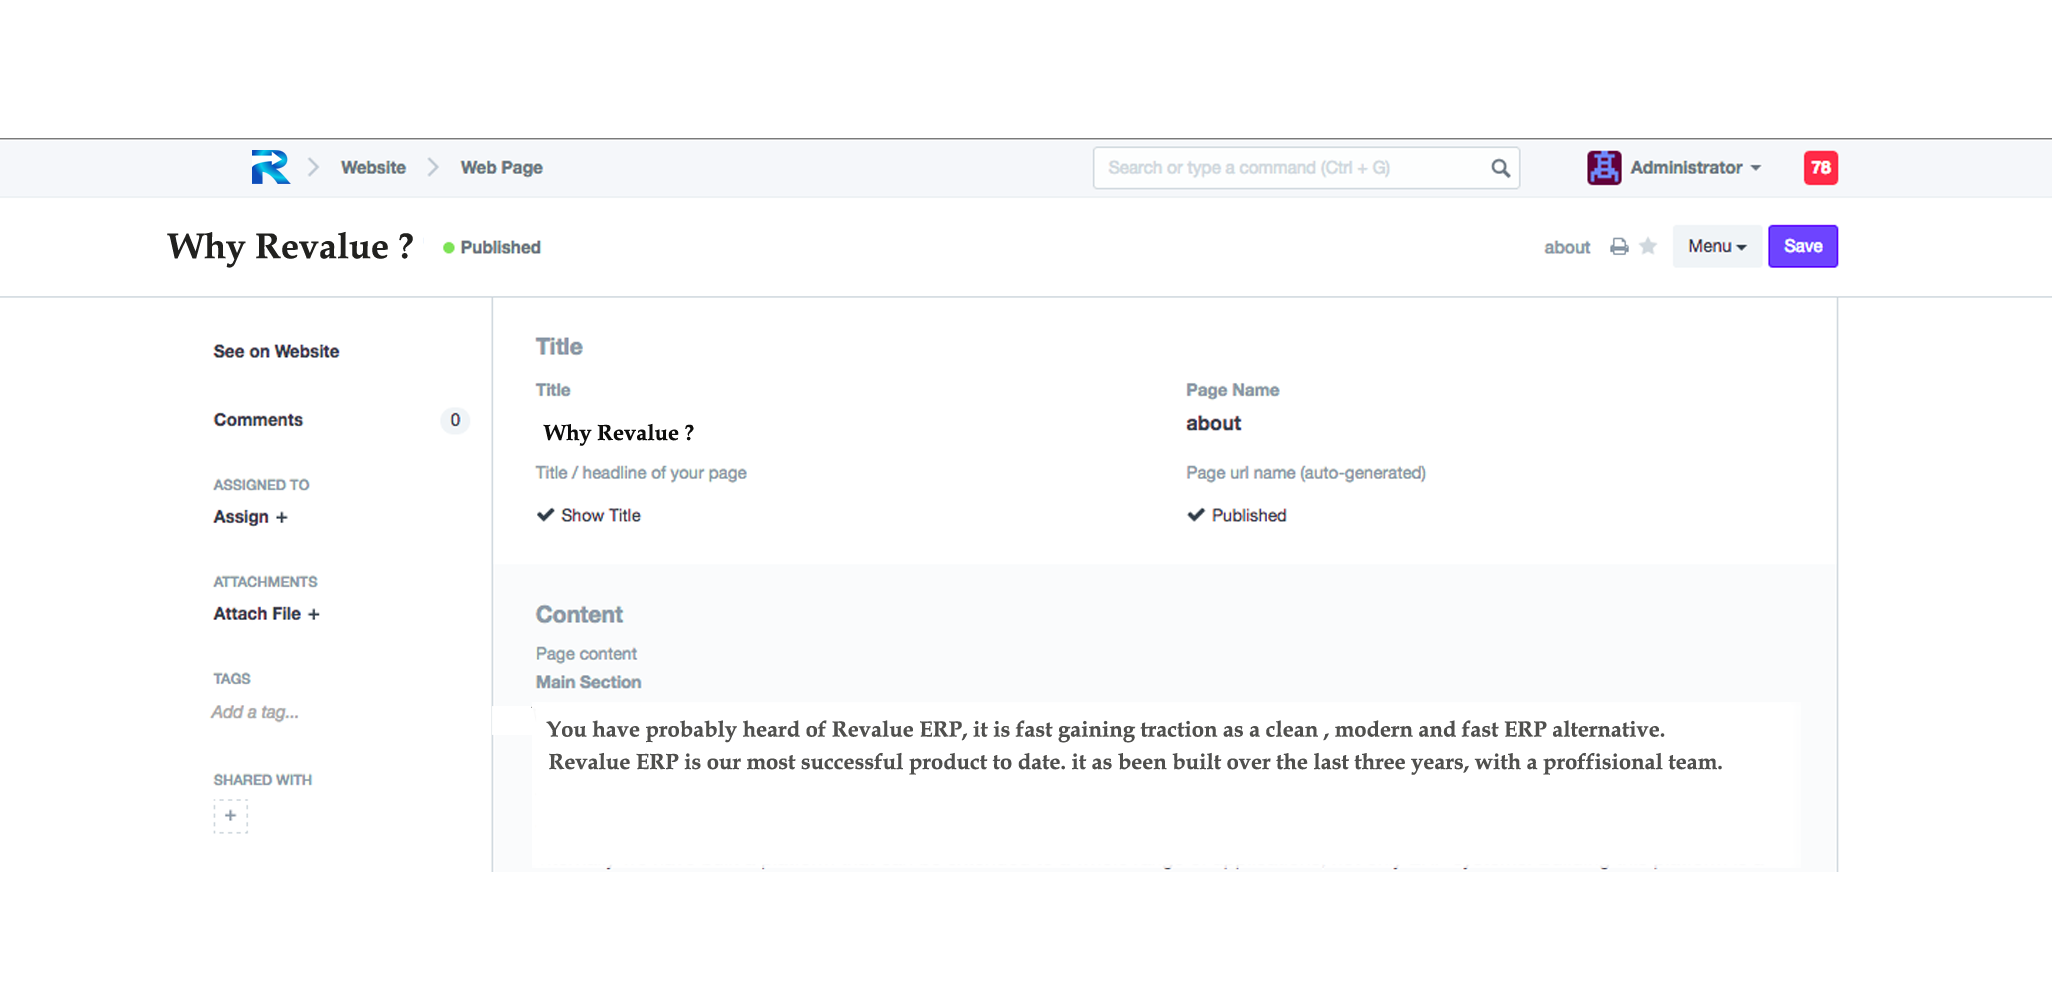 Website
Web Page
Search or type a command (Ctrl + G)
Administrator
78
Why Revalue ?
Published
about
Menu
Save
See on Website
Comments
0
ASSIGNED TO
Assign +
ATTACHMENTS
Attach File +
TAGS
Add a tag...
SHARED WITH
+
Title
Title
Why Revalue ?
Title / headline of your page
Show Title
Page Name
about
Page url name (auto-generated)
Published
Content
Page content
Main Section
You have probably heard of Revalue ERP, it is fast gaining traction as a clean , modern and fast ERP alternative.
Revalue ERP is our most successful product to date. it as been built over the last three years, with a proffisional team.